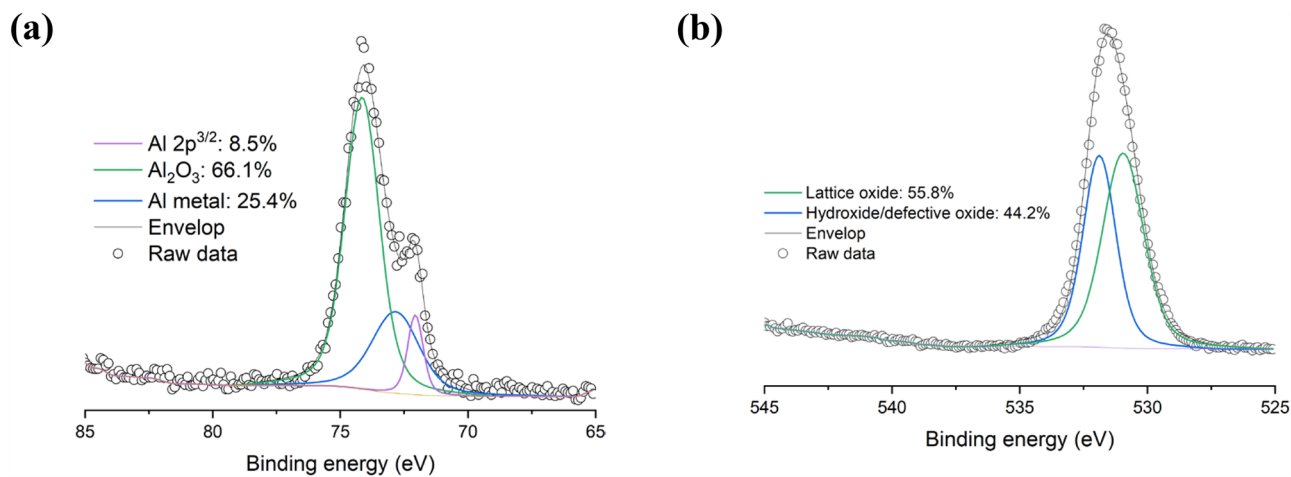 (a)
Al 2p3/2: 8.5%
Al2O3: 66.1%
Al metal: 25.4%
Envelop
Raw data
85 80 75 70 65
Binding energy (eV)
(b)
Lattice oxide: 55.8%
Hydroxide/defective oxide: 44.2%
Envelop
Raw data
545 540 535 530 525
Binding energy (eV)